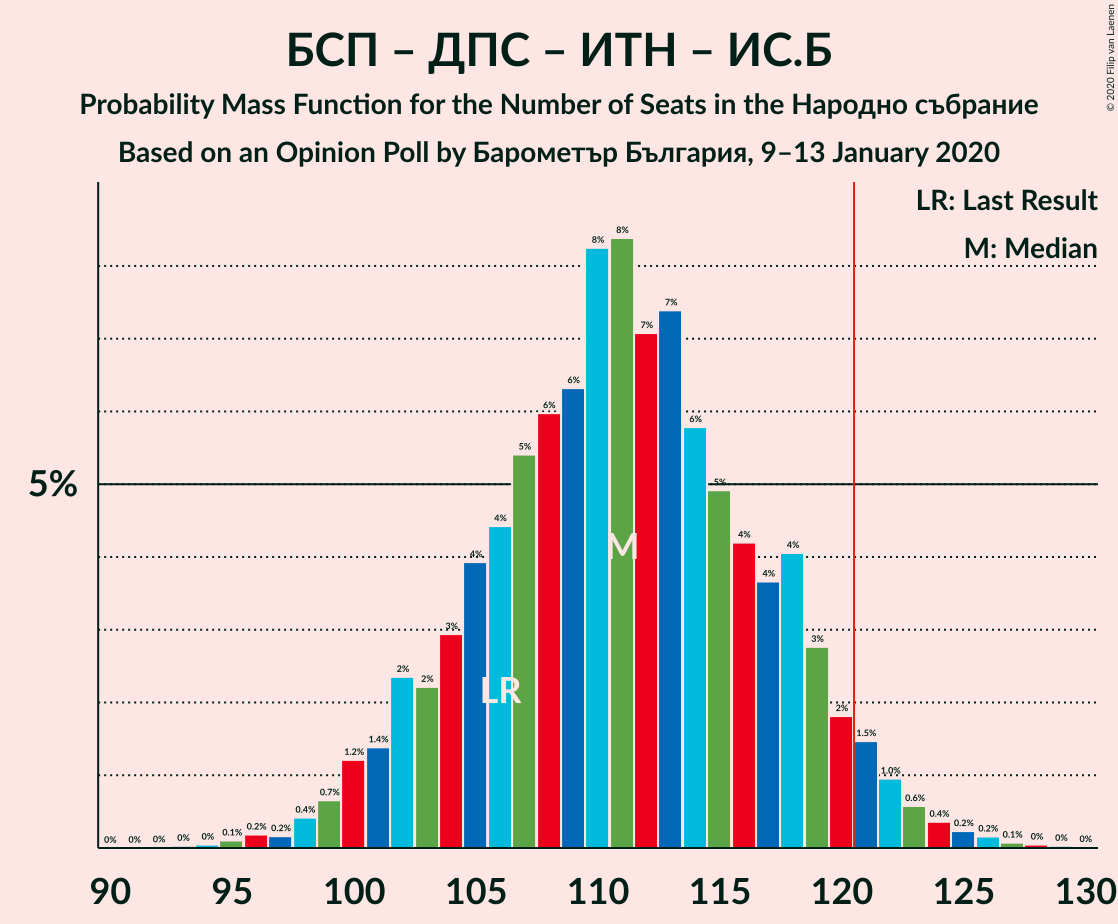 БСП – ДПС – ИТН – ИС.Б
Probability Mass Function for the Number of Seats in the Народно събрание
Based on an Opinion Poll by Барометър България, 9–13 January 2020
© 2020 Filip van Laenen
LR: Last Result
M: Median
5%
0% 0% 0% 0% 0% 0.1% 0.2% 0.2% 0.4% 0.7% 1.2% 1.4% 2% 2% 3% 4% 4% 5% 6% 6% 8% 8% 7% 7% 6% 5% 4% 4% 4% 3% 2% 1.5% 1.0% 0.6% 0.4% 0.2% 0.2% 0.1% 0% 0% 0%
M
LR
90 95 100 105 110 115 120 125 130